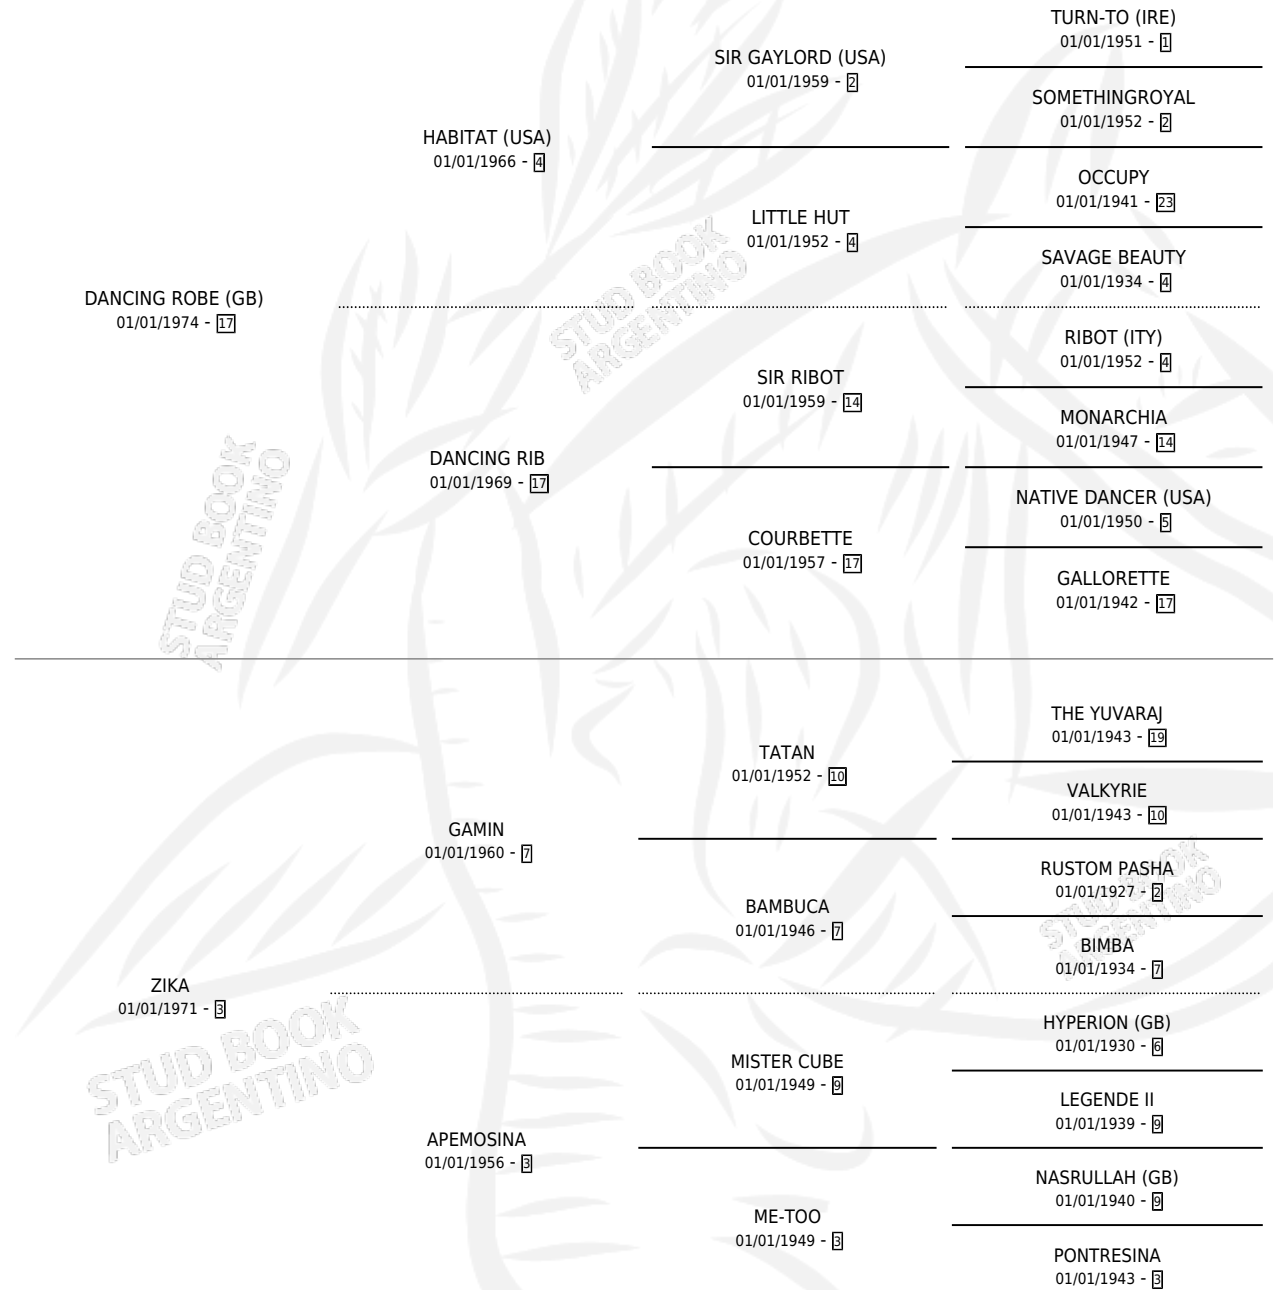 TURN-TO (IRE)
01/01/1951 - 1
SIR GAYLORD (USA)
01/01/1959 - 2
SOMETHINGROYAL
01/01/1952 - 2
HABITAT (USA)
01/01/1966 - 4
OCCUPY
01/01/1941 - 23
LITTLE HUT
01/01/1952 - 4
SAVAGE BEAUTY
01/01/1934 - 4
DANCING ROBE (GB)
01/01/1974 - 17
RIBOT (ITY)
01/01/1952 - 4
SIR RIBOT
01/01/1959 - 14
MONARCHIA
01/01/1947 - 14
DANCING RIB
01/01/1969 - 17
NATIVE DANCER (USA)
01/01/1950 - 5
COURBETTE
01/01/1957 - 17
GALLORETTE
01/01/1942 - 17
THE YUVARAJ
01/01/1943 - 19
TATAN
01/01/1952 - 10
VALKYRIE
01/01/1943 - 10
GAMIN
01/01/1960 - 7
RUSTOM PASHA
01/01/1927 - 2
BAMBUCA
01/01/1946 - 7
BIMBA
01/01/1934 - 7
ZIKA
01/01/1971 - 3
HYPERION (GB)
01/01/1930 - 6
MISTER CUBE
01/01/1949 - 9
LEGENDE II
01/01/1939 - 9
APEMOSINA
01/01/1956 - 3
NASRULLAH (GB)
01/01/1940 - 9
ME-TOO
01/01/1949 - 3
PONTRESINA
01/01/1943 - 3
STUD BOOK
ARGENTINO
STUD BOOK
ARGENTINO
STUD BOOK
ARGENTINO
STUD BOOK
ARGENTINO